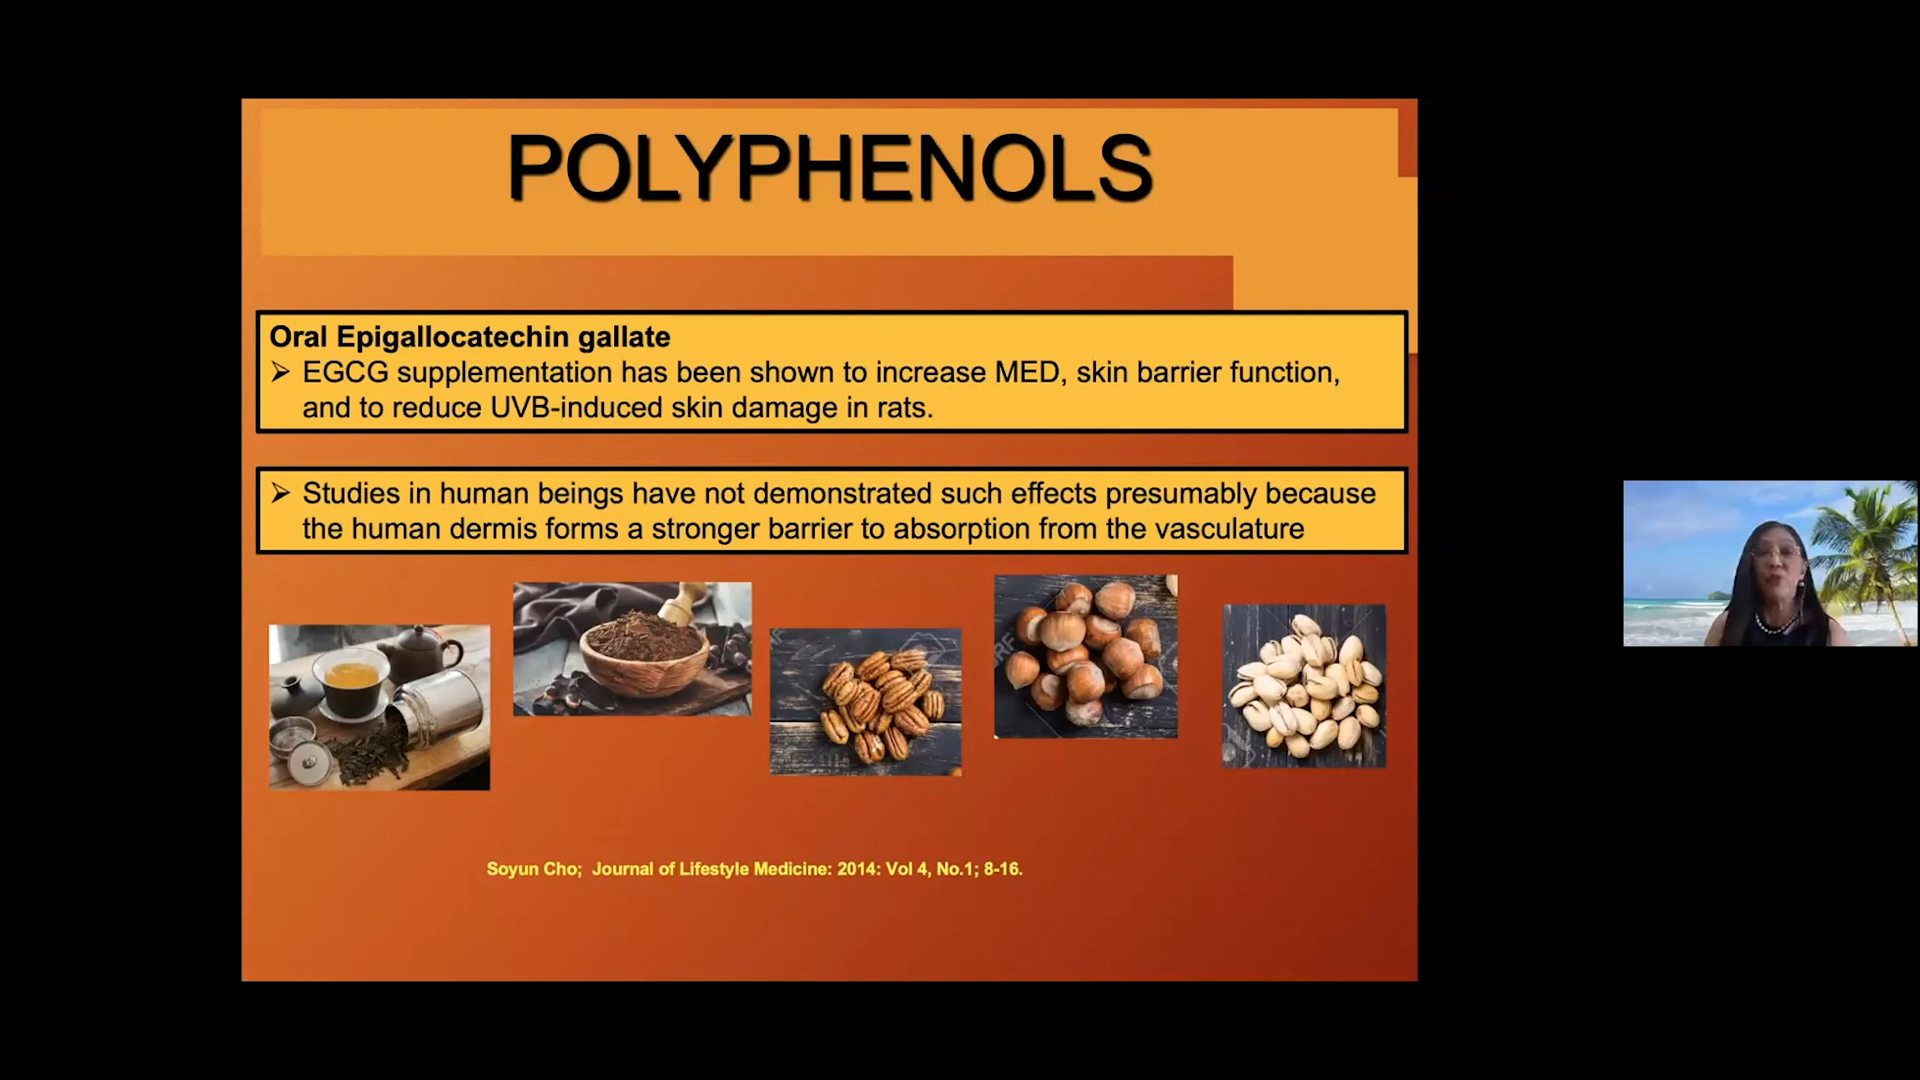 POLYPHENOLS
Oral Epigallocatechin gallate
➢ EGCG supplementation has been shown to increase MED, skin barrier function,
and to reduce UVB-induced skin damage in rats.
➢ Studies in human beings have not demonstrated such effects presumably because
the human dermis forms a stronger barrier to absorption from the vasculature
Soyun Cho; Journal of Lifestyle Medicine: 2014: Vol 4, No.1; 8-16.